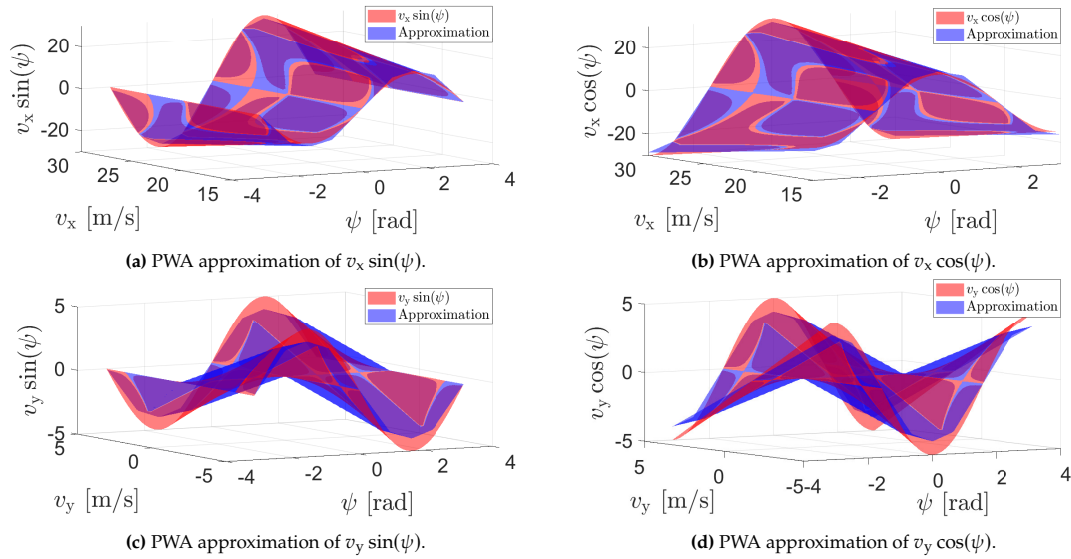 v_x sin(ψ)
Approximation
20
0
-20
v_x sin(ψ)
30
25
20
15
-4
-2
0
2
4
v_x [m/s]
ψ [rad]
(a) PWA approximation of v_x sin(ψ).
v_x cos(ψ)
Approximation
20
0
-20
v_x cos(ψ)
30
25
20
15
-2
0
2
v_x [m/s]
ψ [rad]
(b) PWA approximation of v_x cos(ψ).
v_y sin(ψ)
Approximation
5
0
-5
v_y sin(ψ)
5
0
-5
-4
-2
0
2
4
v_y [m/s]
ψ [rad]
(c) PWA approximation of v_y sin(ψ).
v_y cos(ψ)
Approximation
5
0
-5
v_y cos(ψ)
5
0
-5
-4
-2
0
2
4
v_y [m/s]
ψ [rad]
(d) PWA approximation of v_y cos(ψ).